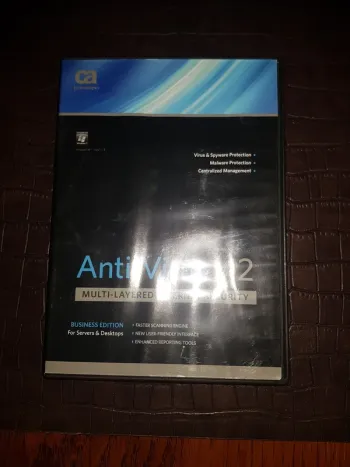 ca
Virus & Spyware Protection
Malware Protection
Centralized Management
Anti 2
MULTI-LAYERED
BUSINESS EDITION
For Servers & Desktops
FASTER SCANNING ENGINE
NEW USER-FRIENDLY INTERFACE
ENHANCED REPORTING TOOLS